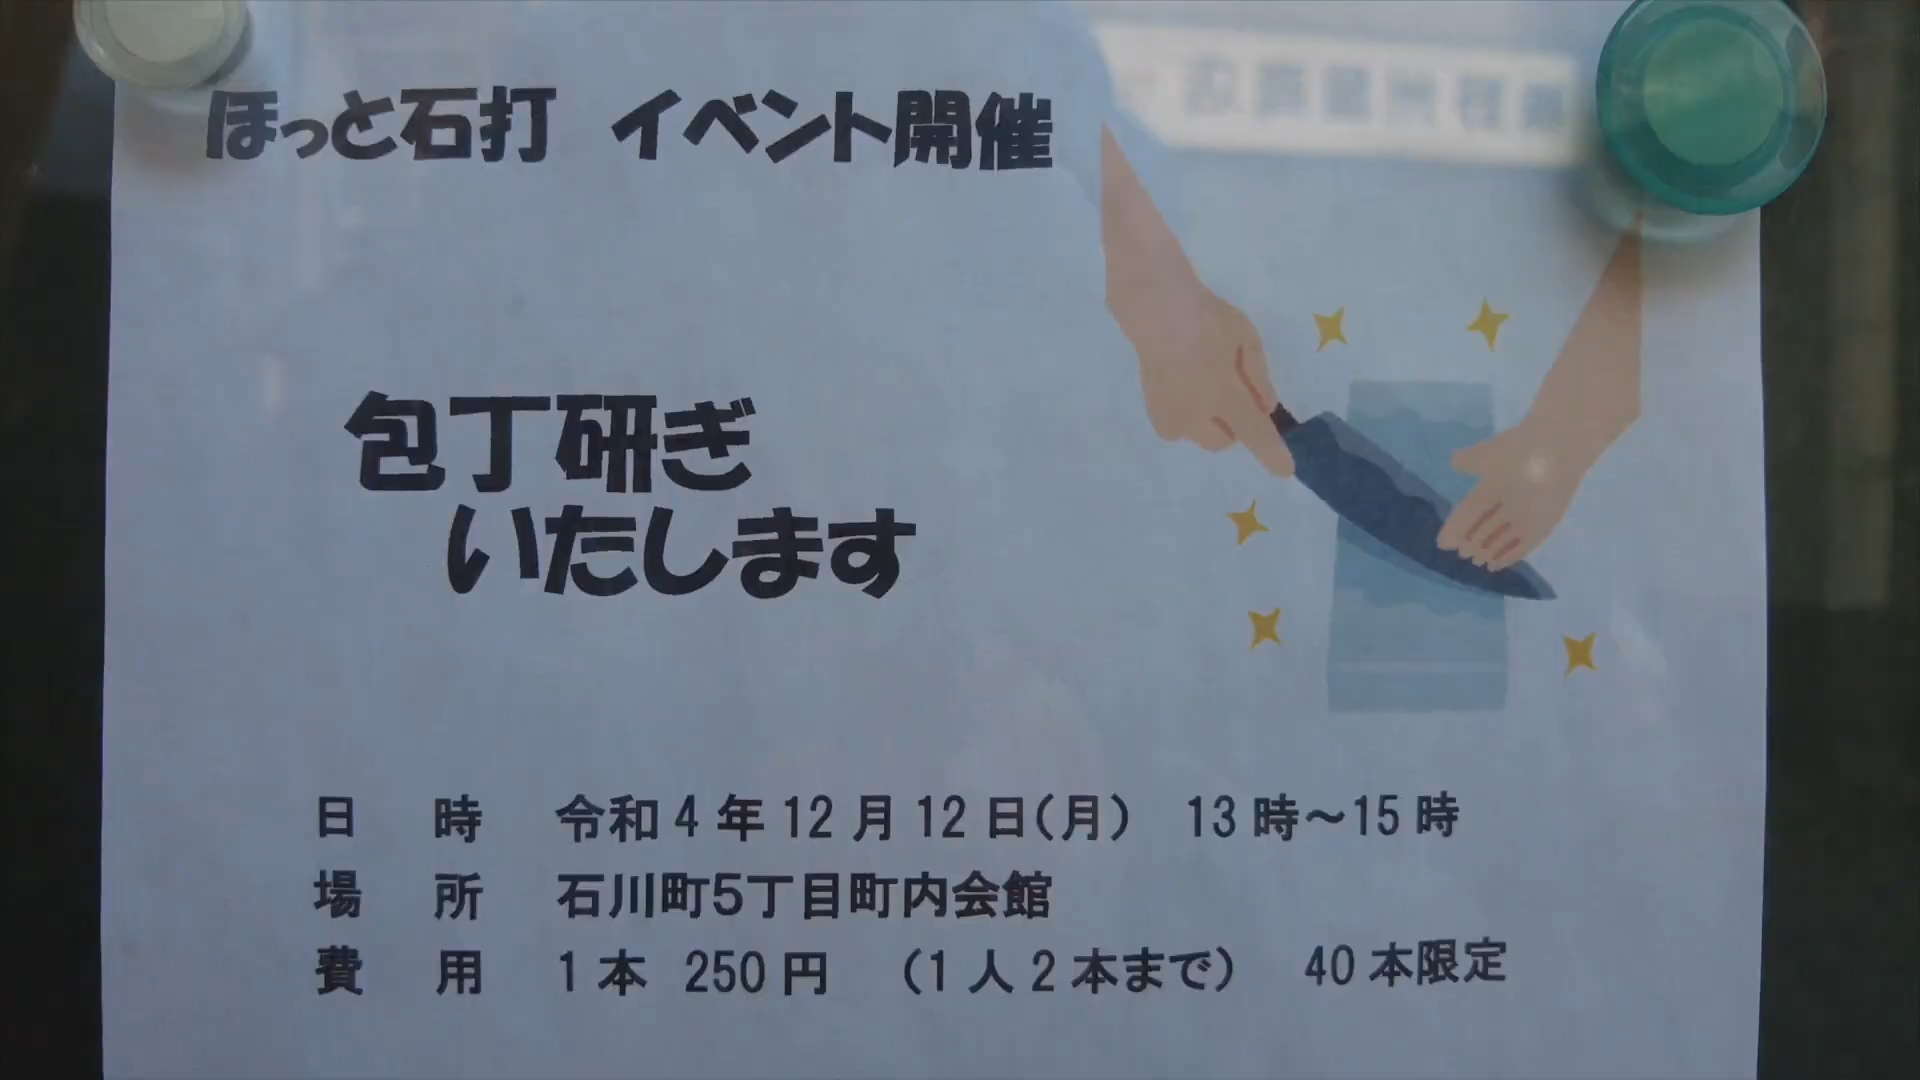 ほっと石打 イベント開催
包丁研ぎ
いたします
日 時 令和4年12月12日(月) 13時~15時
場 所 石川町5丁目町内会館
費 用 1本 250円 (1人2本まで) 40本限定